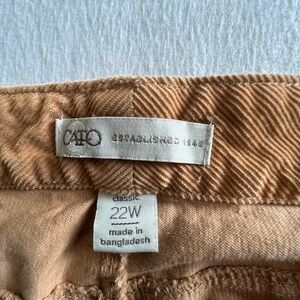 CATO
ESTABLISHED 1946
classic
22W
made in
bangladesh